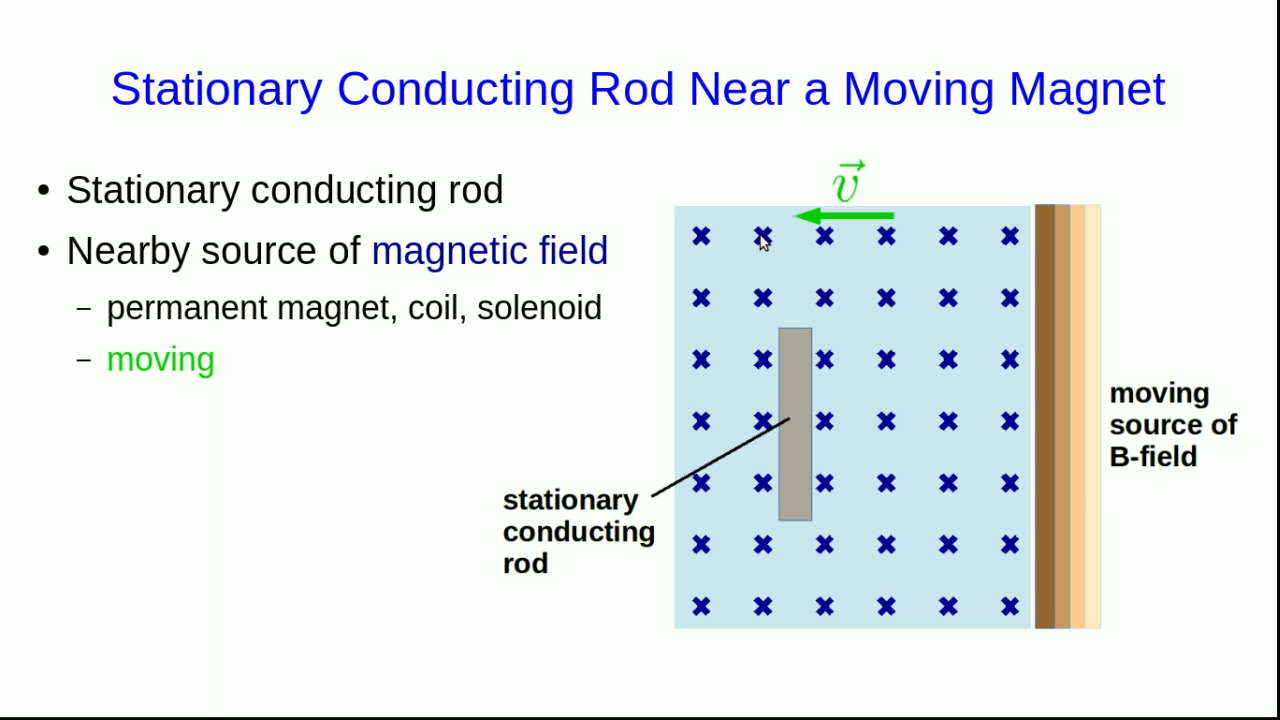 Stationary Conducting Rod Near a Moving Magnet
• Stationary conducting rod
• Nearby source of magnetic field
– permanent magnet, coil, solenoid
– moving
v⃗
moving
source of
B-field
stationary
conducting
rod